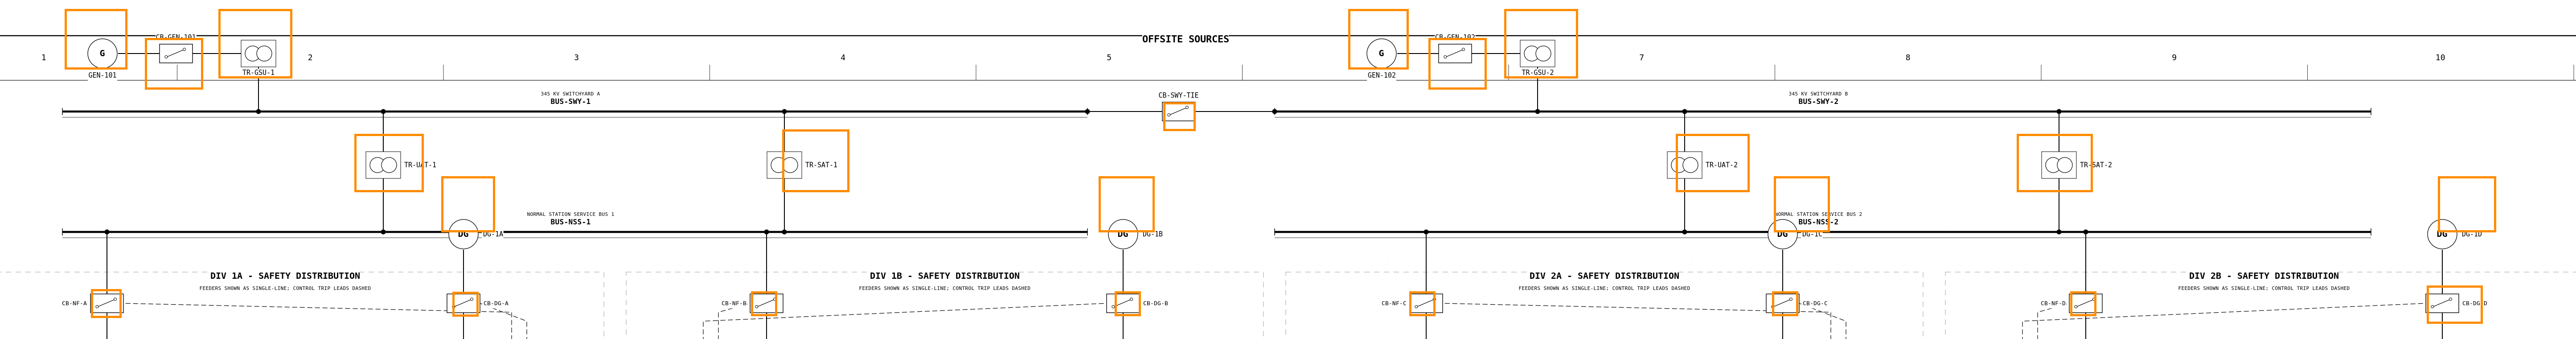 CB-GEN-101
CB-GEN-102
OFFSITE SOURCES
G
G
1
2
3
4
5
7
8
9
10
GEN-101
TR-GSU-1
GEN-102
TR-GSU-2
345 KV SWITCHYARD A
BUS-SWY-1
CB-SWY-TIE
345 KV SWITCHYARD B
BUS-SWY-2
TR-UAT-1
TR-SAT-1
TR-UAT-2
TR-SAT-2
NORMAL STATION SERVICE BUS 1
BUS-NSS-1
NORMAL STATION SERVICE BUS 2
BUS-NSS-2
DG
DG-1A
DG
DG-1B
DG
DG-1C
DG
DG-1D
DIV 1A - SAFETY DISTRIBUTION
DIV 1B - SAFETY DISTRIBUTION
DIV 2A - SAFETY DISTRIBUTION
DIV 2B - SAFETY DISTRIBUTION
FEEDERS SHOWN AS SINGLE-LINE; CONTROL TRIP LEADS DASHED
FEEDERS SHOWN AS SINGLE-LINE; CONTROL TRIP LEADS DASHED
FEEDERS SHOWN AS SINGLE-LINE; CONTROL TRIP LEADS DASHED
FEEDERS SHOWN AS SINGLE-LINE; CONTROL TRIP LEADS DASHED
CB-NF-A
CB-DG-A
CB-NF-B
CB-DG-B
CB-NF-C
CB-DG-C
CB-NF-D
CB-DG-D